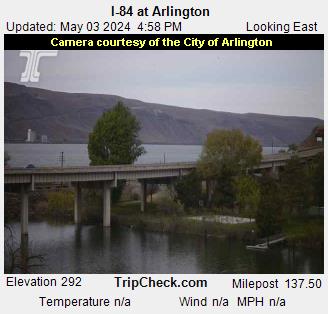 I-84 at Arlington
Updated: May 03 2024 4:58 PM Looking East
Camera courtesy of the City of Arlington
Elevation 292 TripCheck.com Milepost 137.50
Temperature n/a Wind n/a MPH n/a